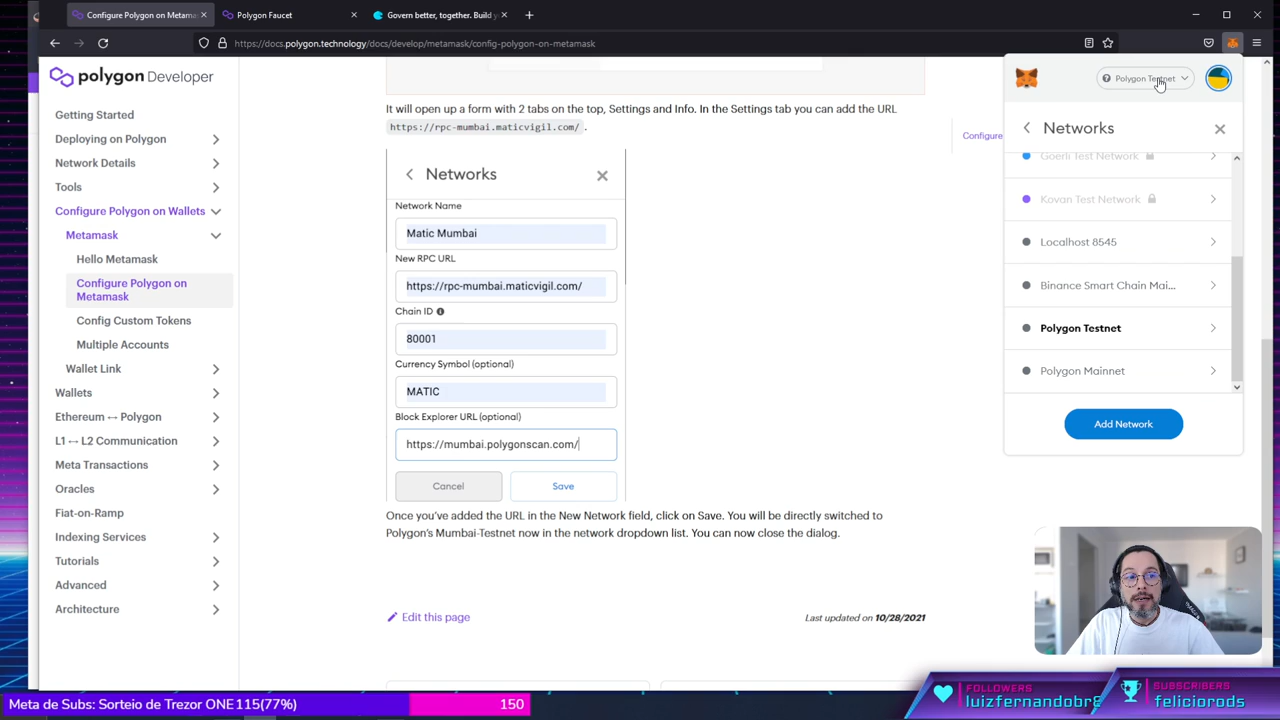 Configure Polygon on Metama
Polygon Faucet
Govern better, together. Build y
https://docs.polygon.technology/docs/develop/metamask/config-polygon-on-metamask
polygon Developer
Getting Started
Deploying on Polygon
Network Details
Tools
Configure Polygon on Wallets
Metamask
Hello Metamask
Configure Polygon on
Metamask
Config Custom Tokens
Multiple Accounts
Wallet Link
Wallets
Ethereum ↔ Polygon
L1 ↔ L2 Communication
Meta Transactions
Oracles
Fiat-on-Ramp
Indexing Services
Tutorials
Advanced
Architecture
It will open up a form with 2 tabs on the top, Settings and Info. In the Settings tab you can add the URL
https://rpc-mumbai.maticvigil.com/ .
Networks
Network Name
Matic Mumbai
New RPC URL
https://rpc-mumbai.maticvigil.com/
Chain ID
80001
Currency Symbol (optional)
MATIC
Block Explorer URL (optional)
https://mumbai.polygonscan.com/
Cancel
Save
Once you've added the URL in the New Network field, click on Save. You will be directly switched to
Polygon's Mumbai-Testnet now in the network dropdown list. You can now close the dialog.
Edit this page
Last updated on 10/28/2021
Configure
Polygon Testnet
Networks
Goerli Test Network
Kovan Test Network
Localhost 8545
Binance Smart Chain Mai...
Polygon Testnet
Polygon Mainnet
Add Network
Meta de Subs: Sorteio de Trezor ONE
115(77%)
150
FOLLOWERS
luizfernandobr8
SUBSCRIBERS
feliciorods